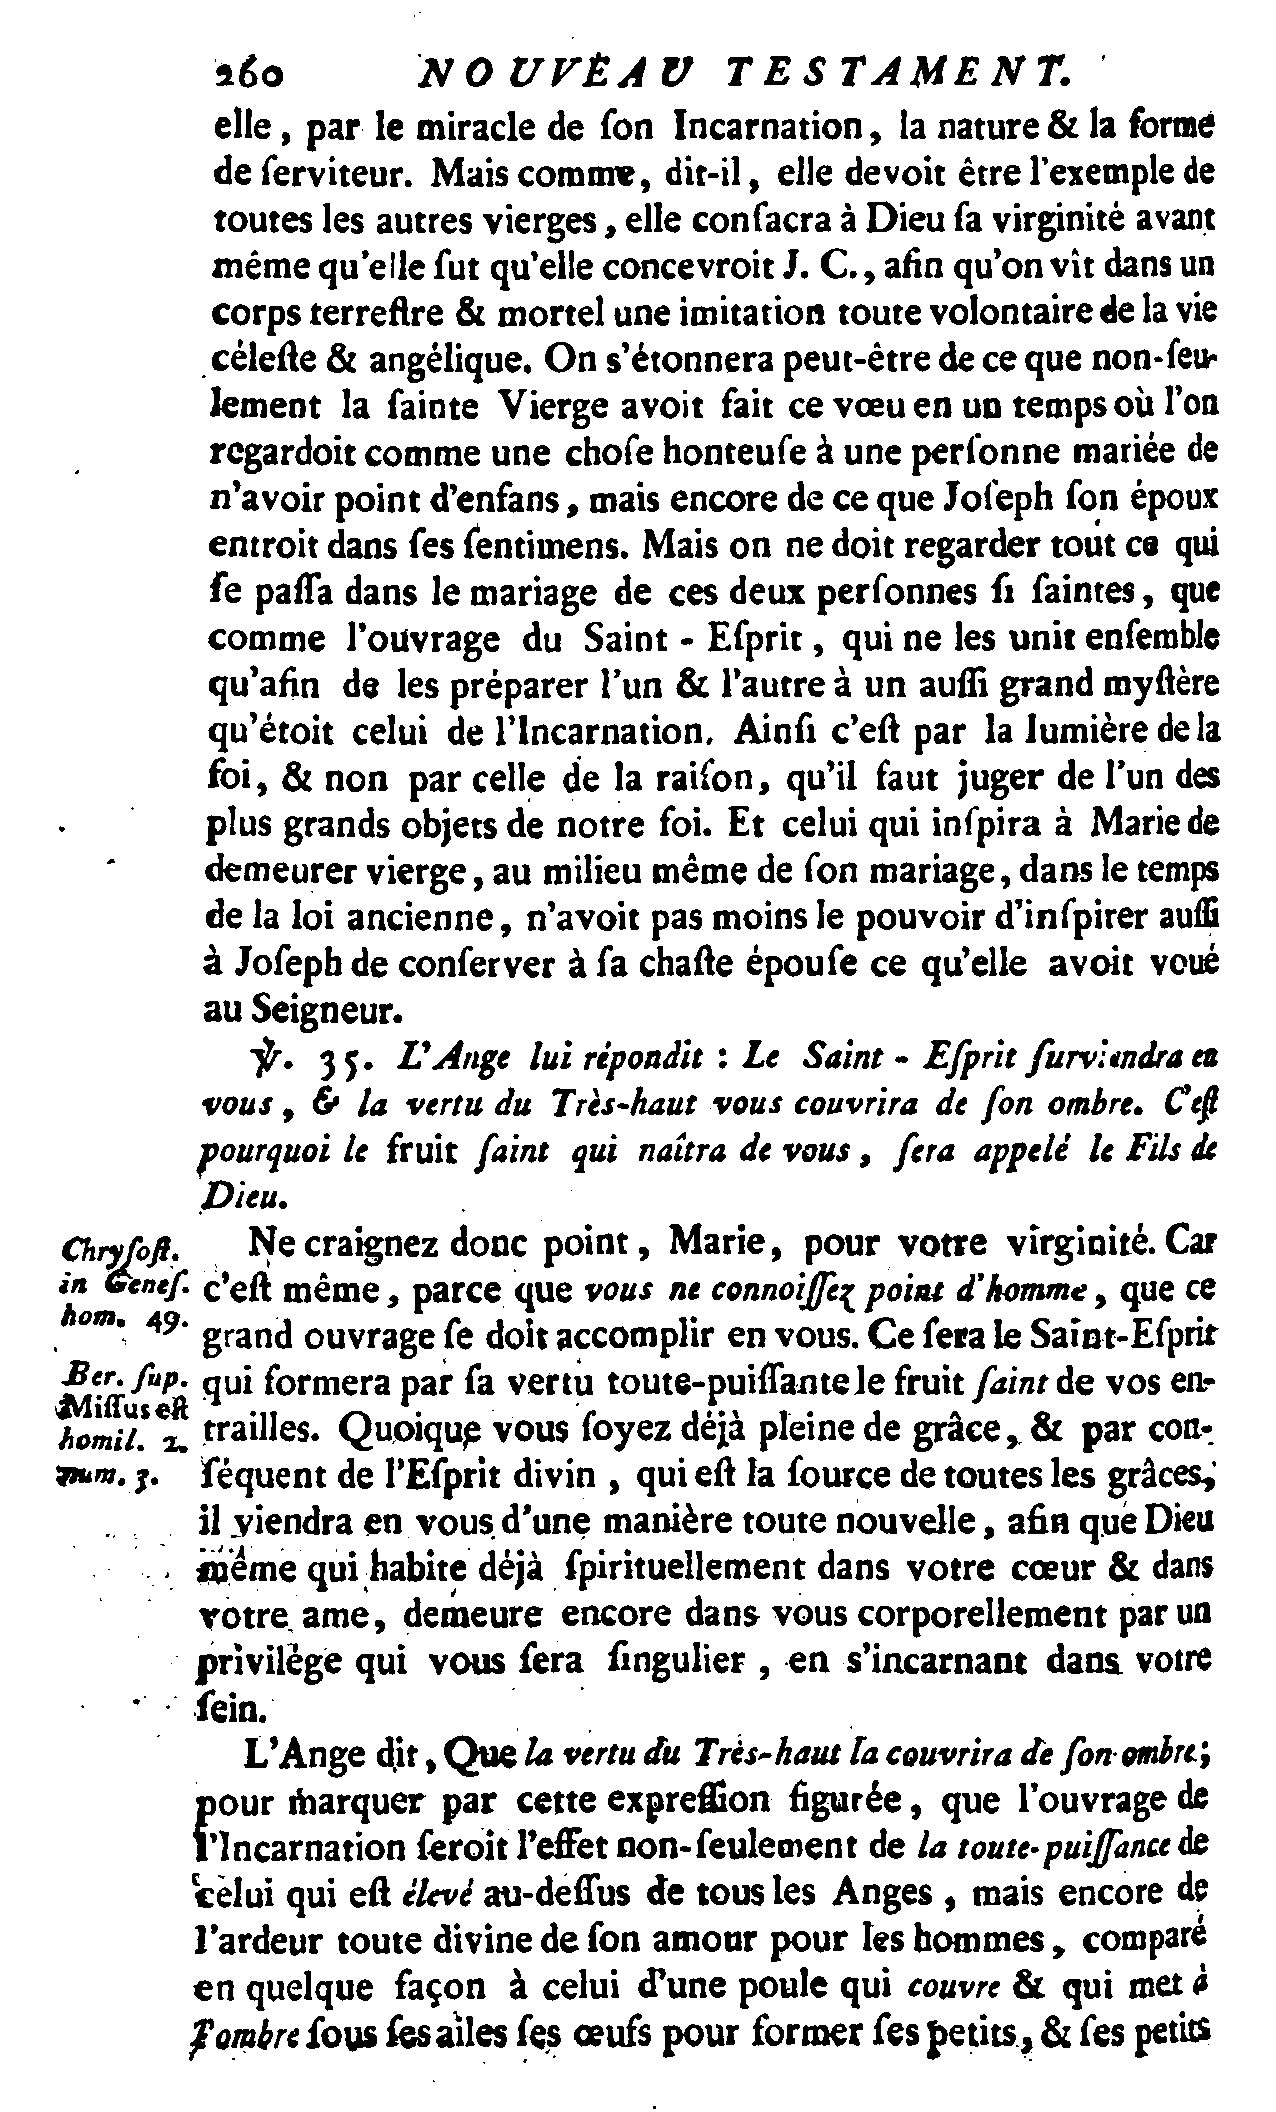 260 NOUVEAU TESTAMENT.
elle, par le miracle de ſon Incarnation, la nature & la forme
de ſerviteur. Mais comme, dit-il, elle devoit être l'exemple de
toutes les autres vierges, elle conſacra à Dieu ſa virginité avant
même qu'elle ſut qu'elle concevroit J. C., afin qu'on vît dans un
corps terreſtre & mortel une imitation toute volontaire de la vie
céleſte & angélique. On s'étonnera peut-être de ce que non-ſeu-
lement la ſainte Vierge avoit fait ce vœu en un temps où l'on
regardoit comme une choſe honteuſe à une perſonne mariée de
n'avoir point d'enfans, mais encore de ce que Joſeph ſon époux
entroit dans ſes ſentimens. Mais on ne doit regarder tout ce qui
ſe paſſa dans le mariage de ces deux perſonnes ſi ſaintes, que
comme l'ouvrage du Saint-Eſprit, qui ne les unit enſemble
qu'afin de les préparer l'un & l'autre à un auſſi grand myſtère
qu'étoit celui de l'Incarnation. Ainſi c'eſt par la lumière de la
foi, & non par celle de la raiſon, qu'il faut juger de l'un des
plus grands objets de notre foi. Et celui qui inſpira à Marie de
demeurer vierge, au milieu même de ſon mariage, dans le temps
de la loi ancienne, n'avoit pas moins le pouvoir d'inſpirer auſſi
à Joſeph de conſerver à ſa chaſte épouſe ce qu'elle avoit voué
au Seigneur.
℣. 35. L'Ange lui répondit : Le Saint-Eſprit ſurviendra en
vous, & la vertu du Très-haut vous couvrira de ſon ombre. C'eſt
pourquoi le fruit ſaint qui naîtra de vous, ſera appelé le Fils de
Dieu.
Chryſoſt.
in Geneſ.
hom. 49.
Ber. ſup.
Miſſus eſt
homil. 2.
num. 3.
Ne craignez donc point, Marie, pour votre virginité. Car
c'eſt même, parce que vous ne connoiſſez point d'homme, que ce
grand ouvrage ſe doit accomplir en vous. Ce ſera le Saint-Eſprit
qui formera par ſa vertu toute-puiſſante le fruit ſaint de vos en-
trailles. Quoique vous ſoyez déjà pleine de grâce, & par con-
ſéquent de l'Eſprit divin, qui eſt la ſource de toutes les grâces,
il viendra en vous d'une manière toute nouvelle, afin que Dieu
même qui habite déjà ſpirituellement dans votre cœur & dans
votre ame, demeure encore dans vous corporellement par un
privilége qui vous ſera ſingulier, en s'incarnant dans votre
ſein.
L'Ange dit, Que la vertu du Très-haut la couvrira de ſon ombre;
pour marquer par cette expreſſion figurée, que l'ouvrage de
l'Incarnation ſeroit l'effet non-ſeulement de la toute-puiſſance de
celui qui eſt élevé au-deſſus de tous les Anges, mais encore de
l'ardeur toute divine de ſon amour pour les hommes, comparé
en quelque façon à celui d'une poule qui couvre & qui met à
l'ombre ſous ſes aîles ſes œufs pour former ſes petits, & ſes petits